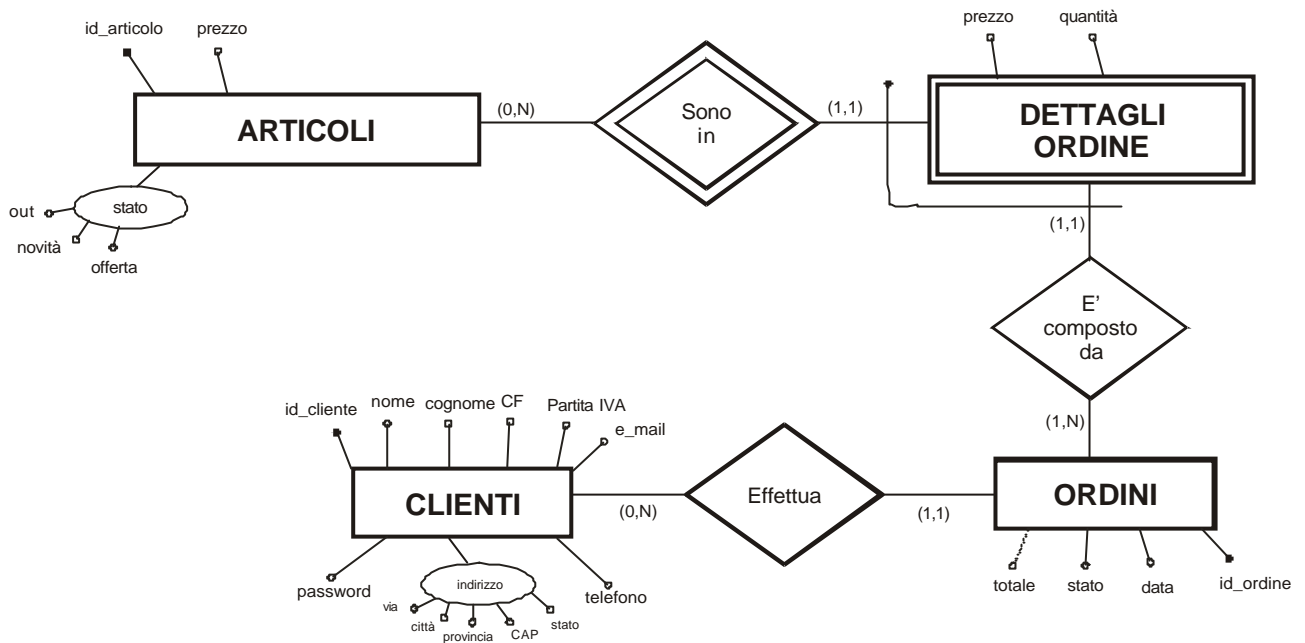 id_articolo
prezzo
ARTICOLI
stato
out
novità
offerta
(0,N)
Sono
in
(1,1)
prezzo
quantità
DETTAGLI
ORDINE
(1,1)
E'
composto
da
(1,N)
id_cliente
nome
cognome
CF
Partita IVA
e_mail
CLIENTI
password
indirizzo
via
città
provincia
CAP
stato
telefono
(0,N)
Effettua
(1,1)
ORDINI
totale
stato
data
id_ordine